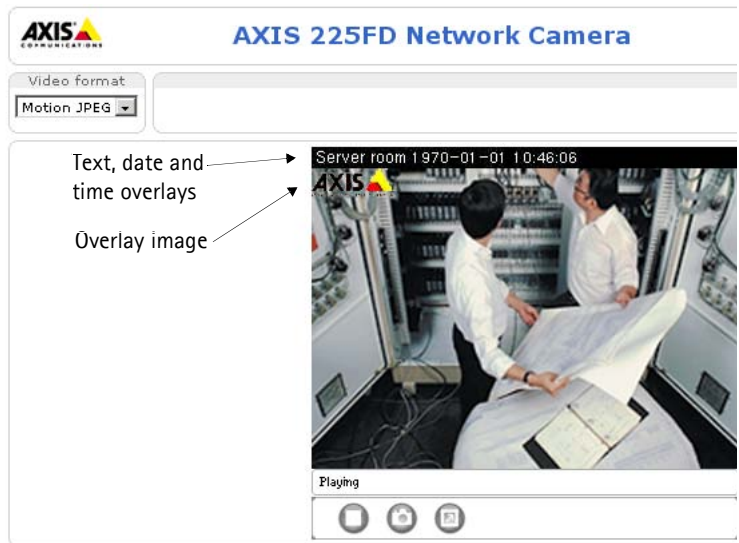 AXIS
COMMUNICATIONS
AXIS 225FD Network Camera
Video format
Motion JPEG
Text, date and
time overlays
Overlay image
Server room 1970-01-01 10:46:06
AXIS
Playing